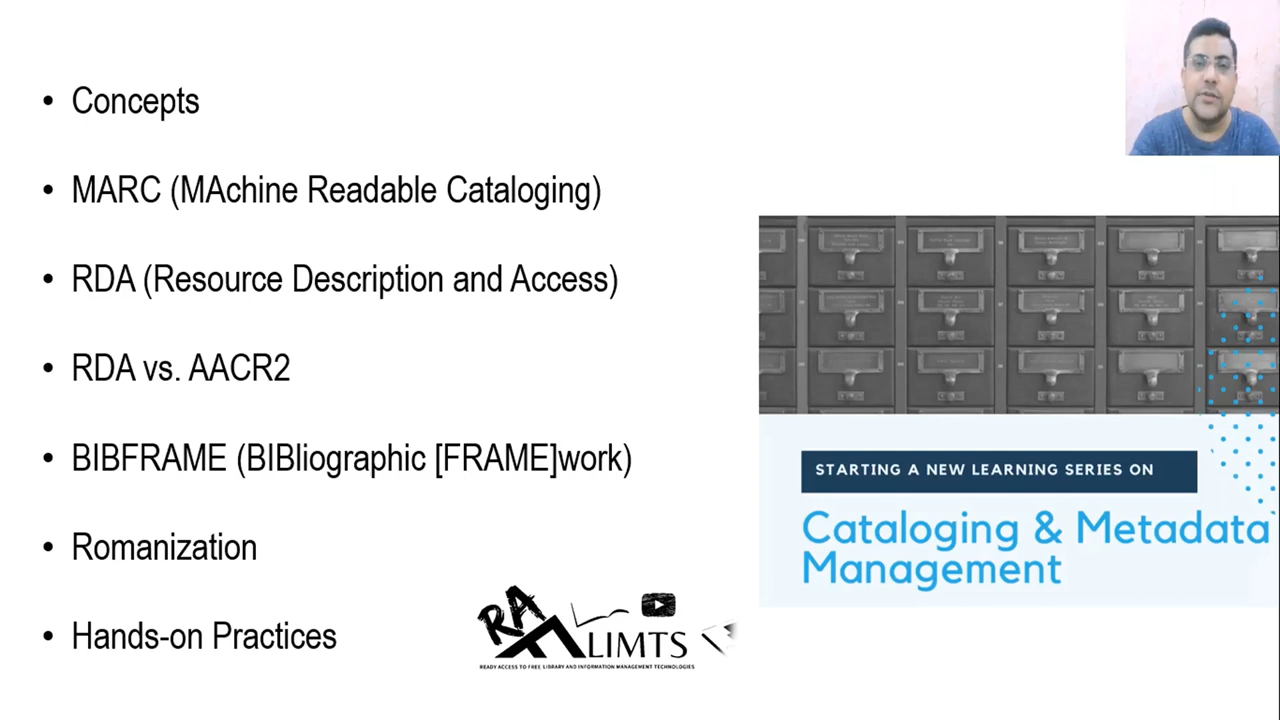 • Concepts
• MARC (MAchine Readable Cataloging)
• RDA (Resource Description and Access)
• RDA vs. AACR2
• BIBFRAME (BIBliographic [FRAME]work)
• Romanization
• Hands-on Practices
RAF LIMTS
READY ACCESS TO FREE LIBRARY AND INFORMATION MANAGEMENT TECHNOLOGIES
STARTING A NEW LEARNING SERIES ON
Cataloging & Metadata
Management